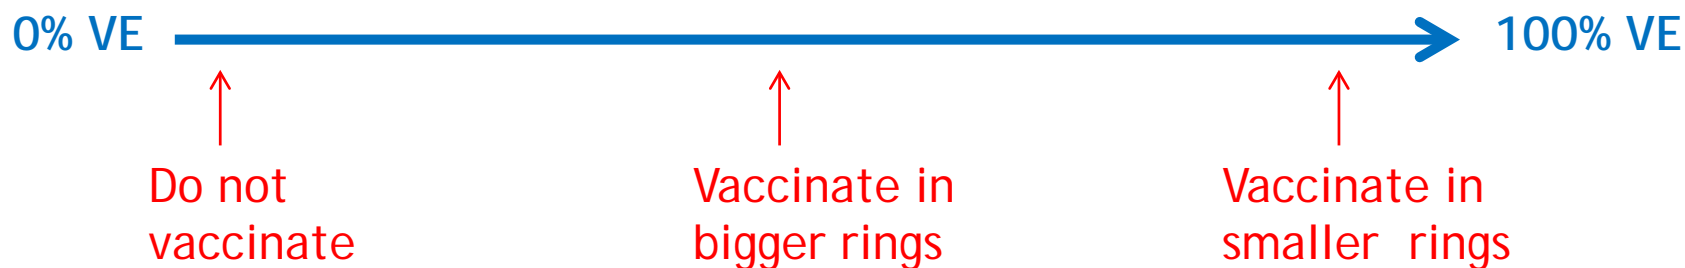 0% VE
100% VE
Do not
vaccinate
Vaccinate in
bigger rings
Vaccinate in
smaller rings